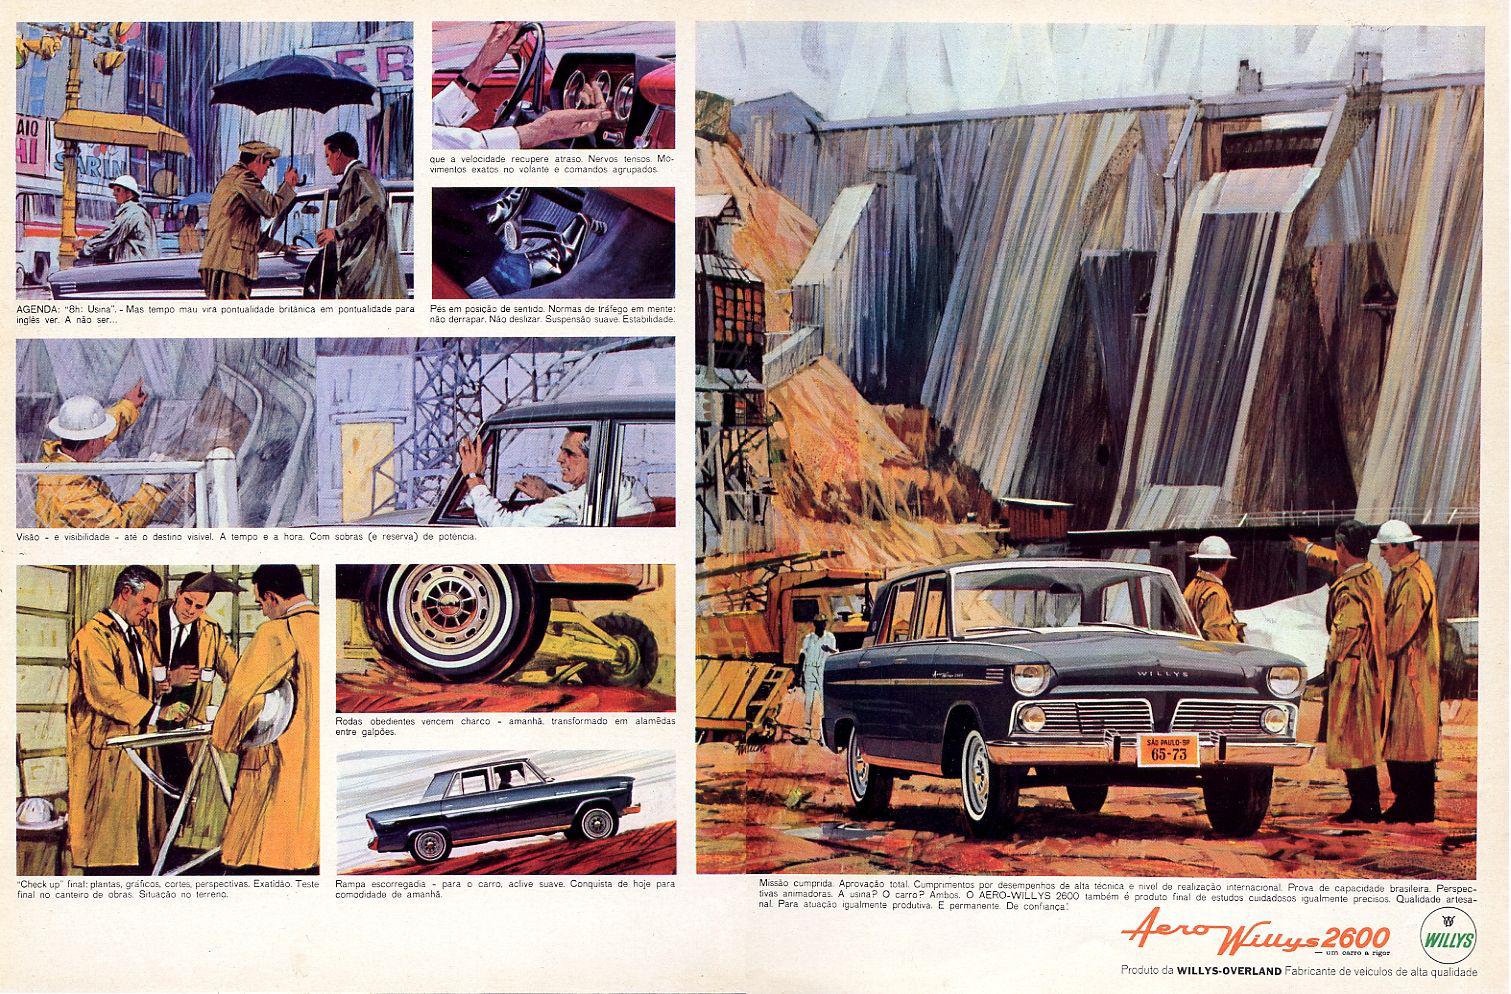 ER
AIO
HI
SARIN
AGENDA: "8h: Usina". - Mas tempo mau vira pontualidade britânica em pontualidade para
inglês ver. A não ser...
que a velocidade recupere atraso. Nervos tensos. Mo-
vimentos exatos no volante e comandos agrupados.
Pés em posição de sentido. Normas de tráfego em mente:
não derrapar. Não deslizar. Suspensão suave. Estabilidade.
Visão - e visibilidade - até o destino visível. A tempo e a hora. Com sobras (e reserva) de potência.
"Check up" final: plantas, gráficos, cortes, perspectivas. Exatidão. Teste
final no canteiro de obras. Situação no terreno.
Rodas obedientes vencem charco - amanhã, transformado em alamêdas
entre galpões.
Rampa escorregadia - para o carro, aclive suave. Conquista de hoje para
comodidade de amanhã.
WILLYS
SÃO PAULO-SP
65-73
Missão cumprida. Aprovação total. Cumprimentos por desempenhos de alta técnica e nível de realização internacional. Prova de capacidade brasileira. Perspec-
tivas animadoras. A usina? O carro? Ambos. O AERO-WILLYS 2600 também é produto final de estudos cuidadosos igualmente precisos. Qualidade artesa-
nal. Para atuação igualmente produtiva. E permanente. De confiança!
Aero Willys 2600
— um carro a rigor
WILLYS
Produto da WILLYS-OVERLAND Fabricante de veículos de alta qualidade